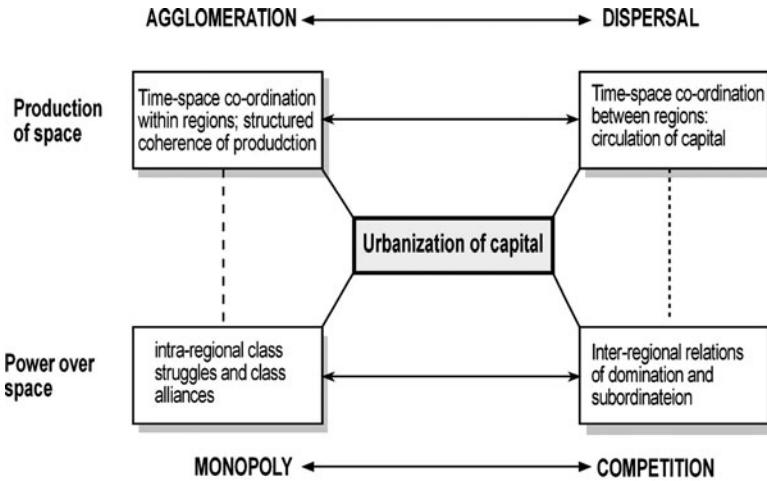 AGGLOMERATION
DISPERSAL
Production
of space
Time-space co-ordination
within regions; structured
coherence of produdction
Time-space co-ordination
between regions:
circulation of capital
Urbanization of capital
Power over
space
intra-regional class
struggles and class
alliances
Inter-regional relations
of domination and
subordinateion
MONOPOLY
COMPETITION